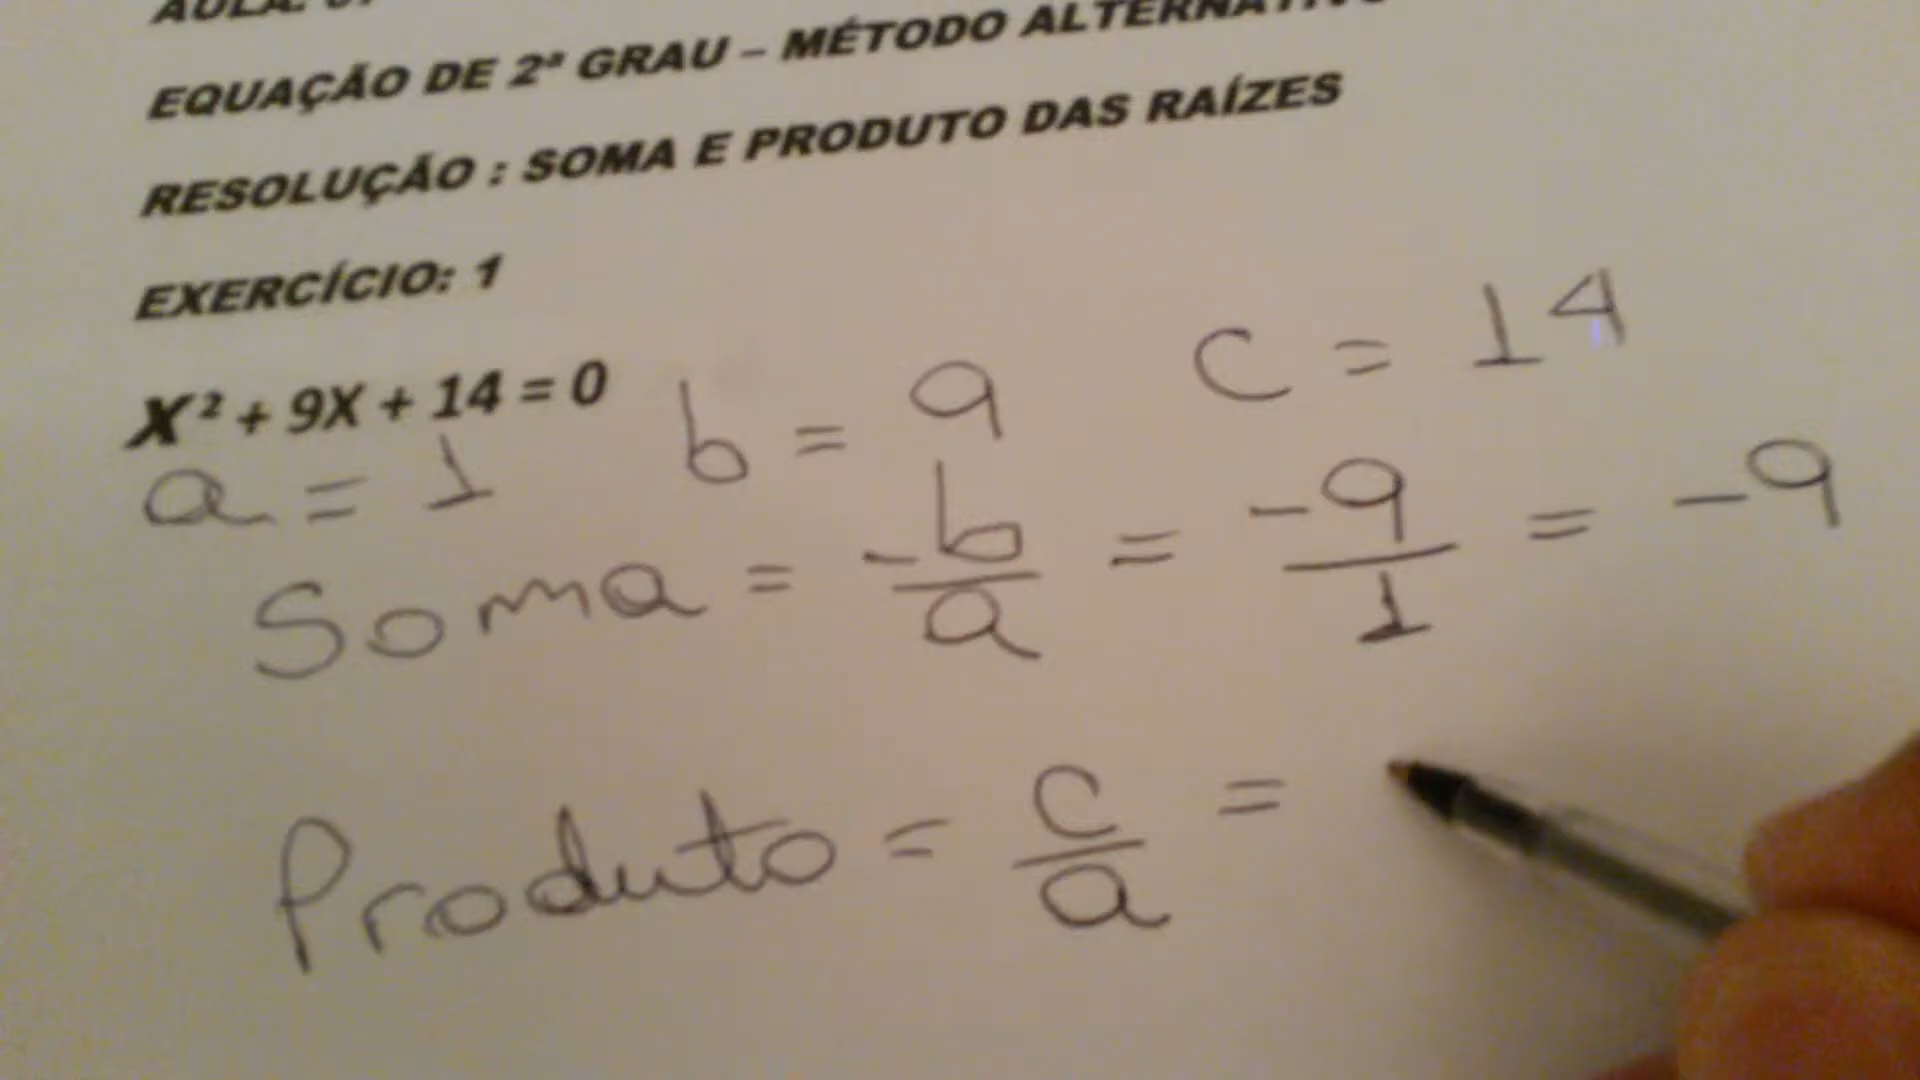 AULA:
EQUAÇÃO DE 2ª GRAU – MÉTODO ALTERNATIVO
RESOLUÇÃO : SOMA E PRODUTO DAS RAÍZES
EXERCÍCIO: 1
X² + 9X + 14 = 0
a = 1 b = 9 c = 14
Soma = -b/a = -9/1 = -9
Produto = c/a =